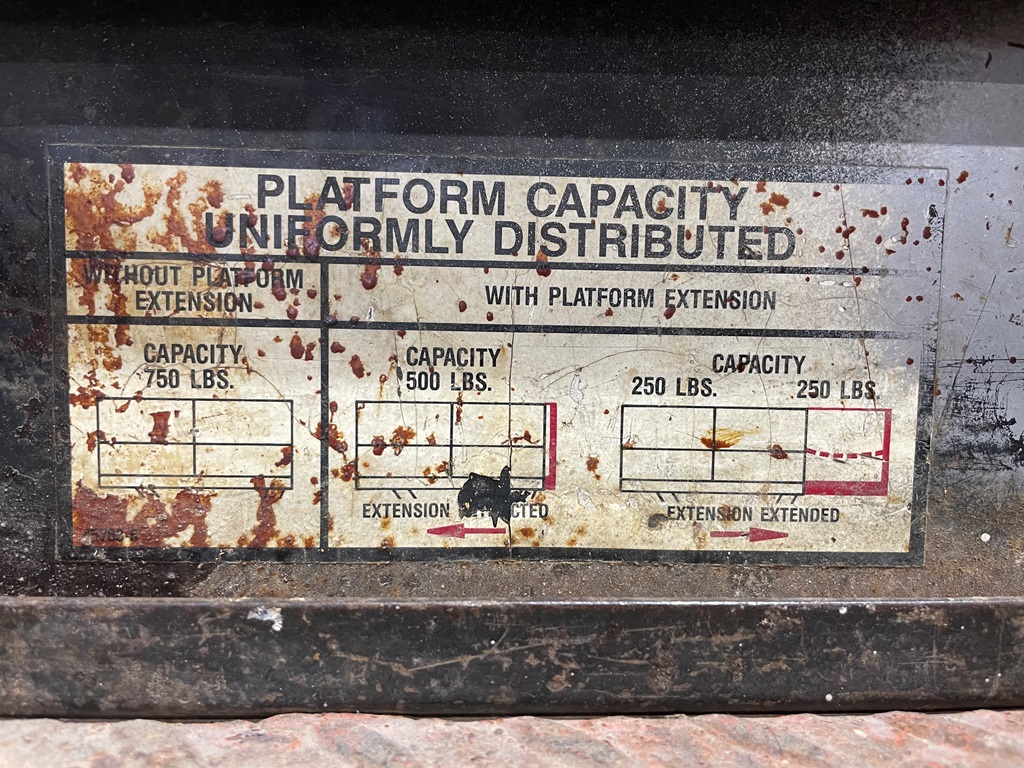 PLATFORM CAPACITY
UNIFORMLY DISTRIBUTED
WITHOUT PLATFORM
EXTENSION
WITH PLATFORM EXTENSION
CAPACITY
750 LBS.
CAPACITY
500 LBS.
CAPACITY
250 LBS. 250 LBS.
EXTENSION
EXTENSION EXTENDED